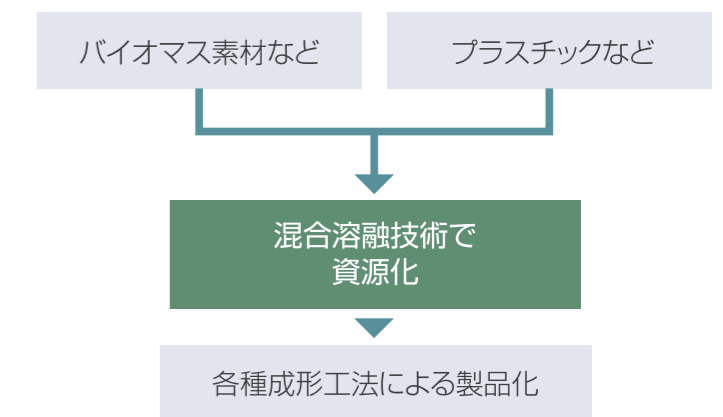 バイオマス素材など
プラスチックなど
混合溶融技術で
資源化
各種成形工法による製品化